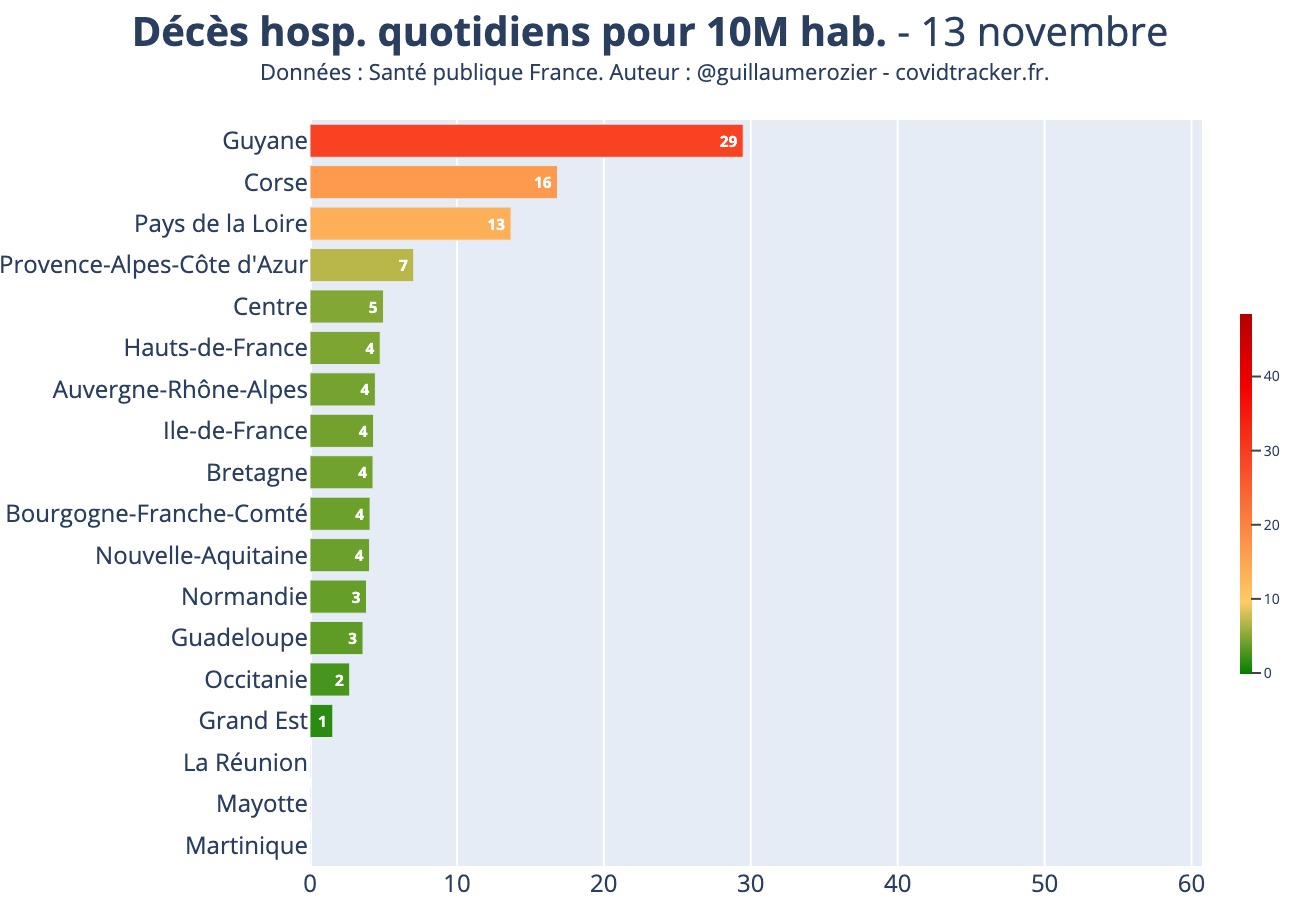 Décès hosp. quotidiens pour 10M hab. - 13 novembre
Données : Santé publique France. Auteur : @guillaumerozier - covidtracker.fr.
Guyane 29
Corse 16
Pays de la Loire 13
Provence-Alpes-Côte d'Azur 7
Centre 5
Hauts-de-France 4
Auvergne-Rhône-Alpes 4
Ile-de-France 4
Bretagne 4
Bourgogne-Franche-Comté 4
Nouvelle-Aquitaine 4
Normandie 3
Guadeloupe 3
Occitanie 2
Grand Est 1
La Réunion
Mayotte
Martinique
0 10 20 30 40 50 60
40
30
20
10
0